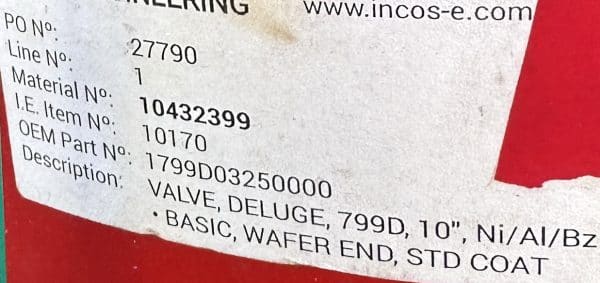 www.incos-e.com
PO Nº: 27790
Line Nº: 1
Material Nº: 10432399
I.E. Item Nº: 10170
OEM Part Nº: 1799D03250000
Description: VALVE, DELUGE, 799D, 10", Ni/Al/Bz
• BASIC, WAFER END, STD COAT